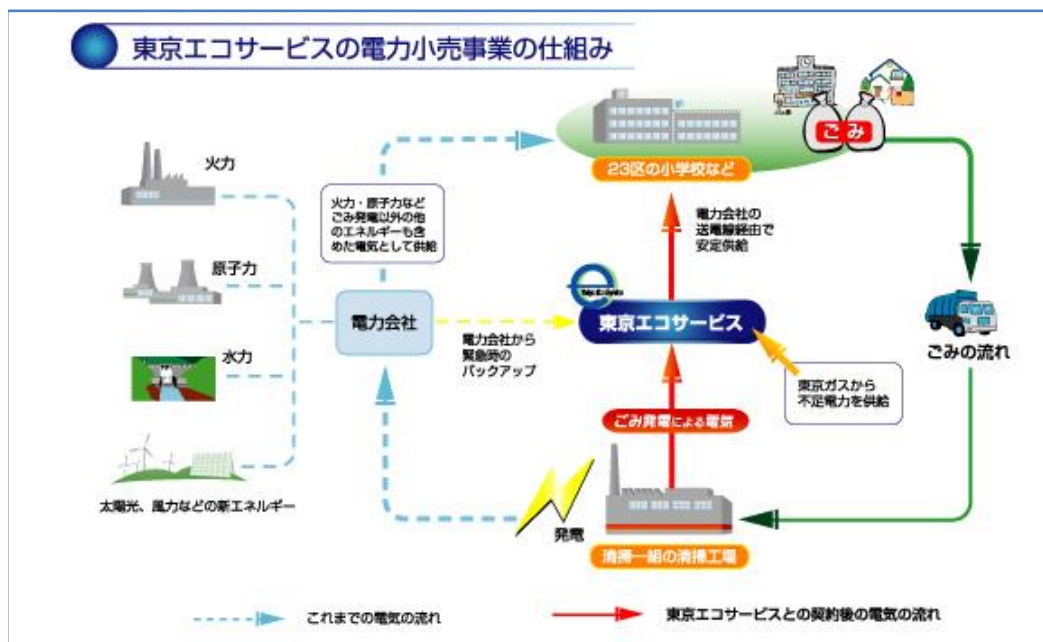 東京エコサービスの電力小売事業の仕組み
ごみ
23区の小学校など
火力
火力・原子力など
ごみ発電以外の他
のエネルギーも含
めた電気として供給
電力会社の
送電線経由で
安定供給
原子力
電力会社
東京エコサービス
ごみの流れ
電力会社から
緊急時の
バックアップ
水力
東京ガスから
不足電力を供給
ごみ発電による電気
太陽光、風力などの新エネルギー
発電
清掃一組の清掃工場
これまでの電気の流れ
東京エコサービスとの契約後の電気の流れ